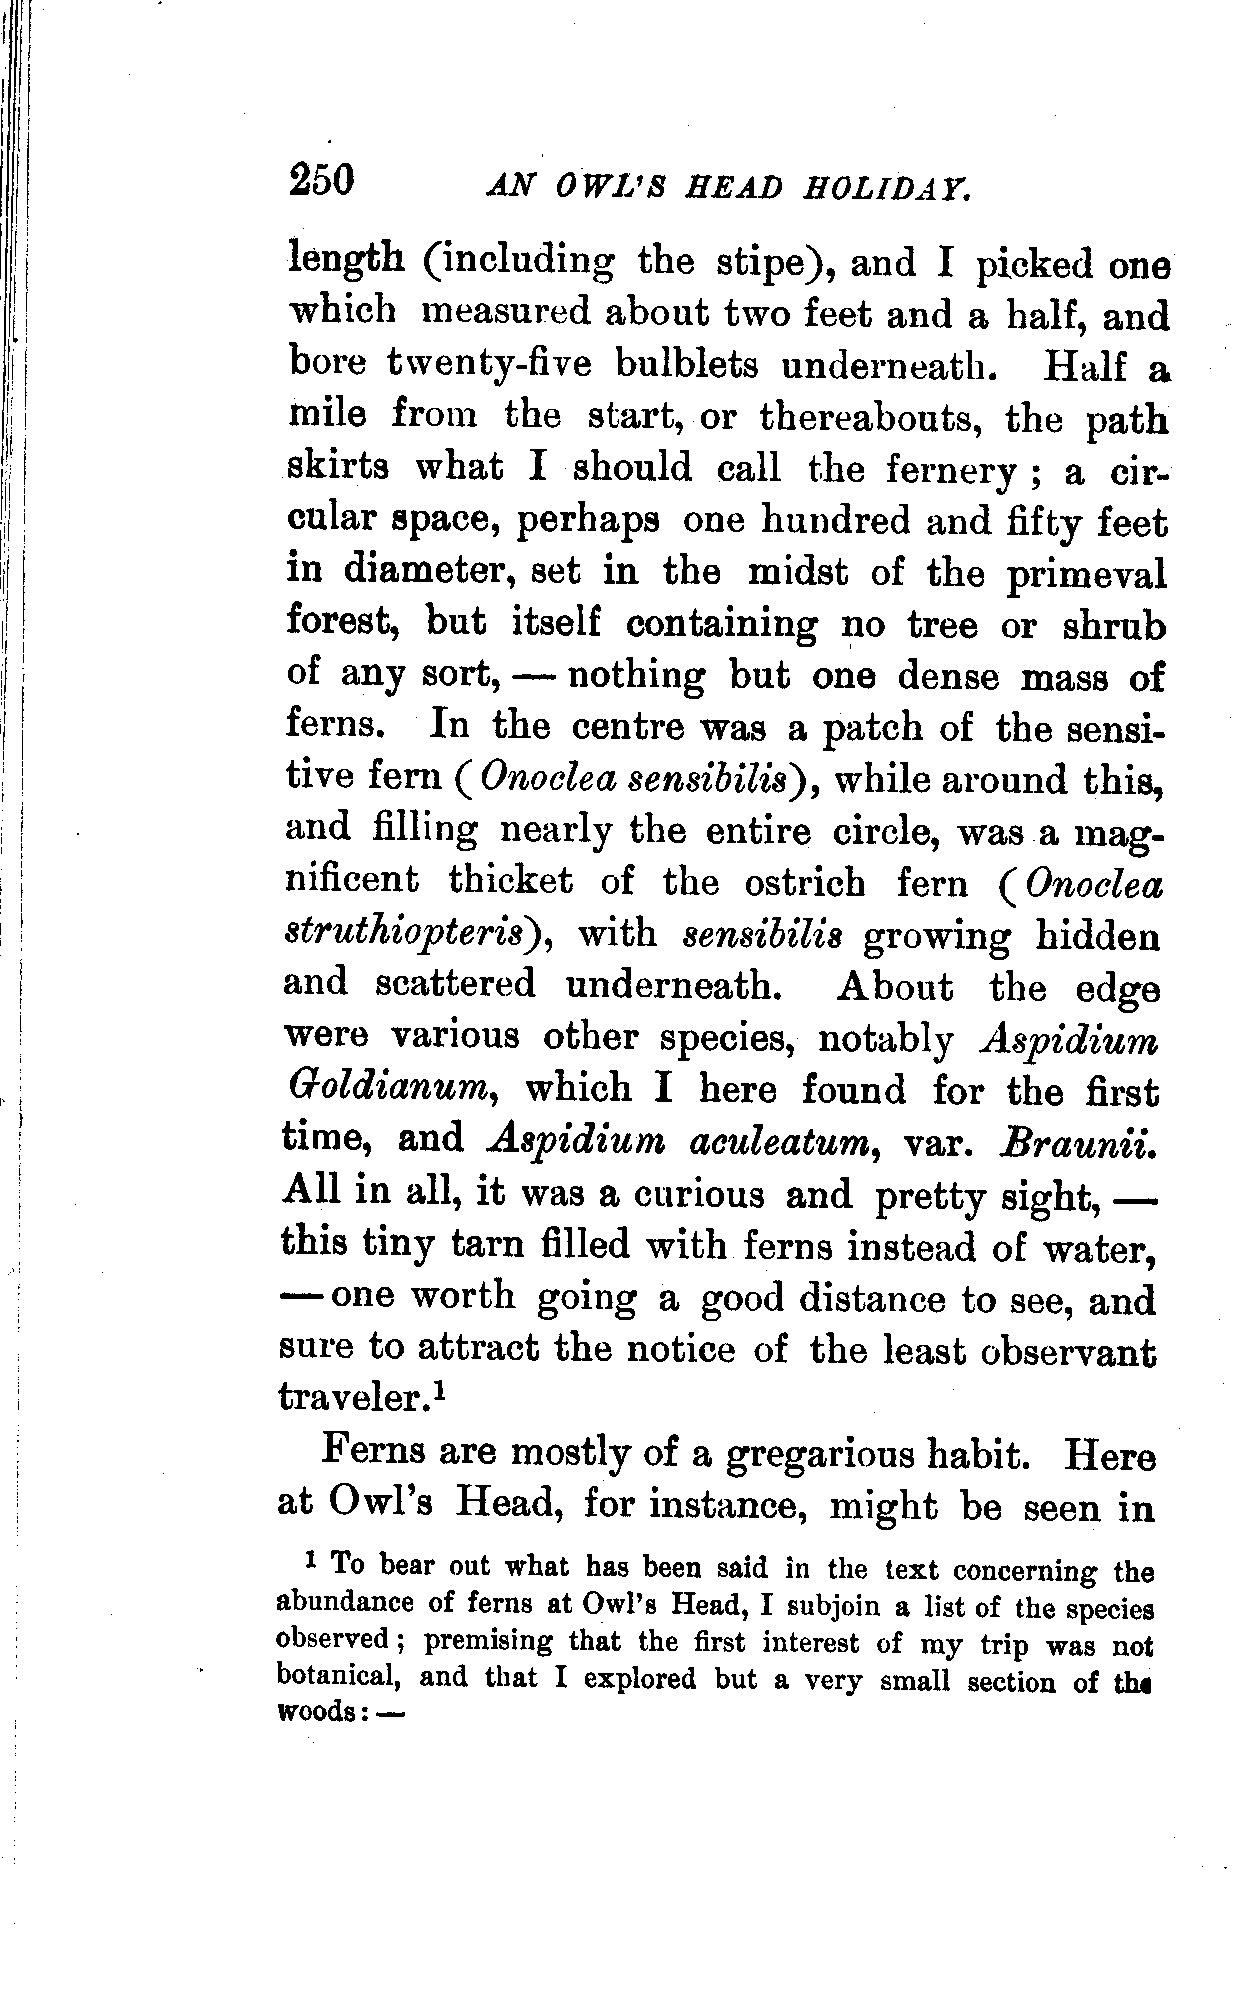 250 AN OWL'S HEAD HOLIDAY.
length (including the stipe), and I picked one
which measured about two feet and a half, and
bore twenty-five bulblets underneath. Half a
mile from the start, or thereabouts, the path
skirts what I should call the fernery ; a cir-
cular space, perhaps one hundred and fifty feet
in diameter, set in the midst of the primeval
forest, but itself containing no tree or shrub
of any sort, — nothing but one dense mass of
ferns. In the centre was a patch of the sensi-
tive fern (Onoclea sensibilis), while around this,
and filling nearly the entire circle, was a mag-
nificent thicket of the ostrich fern (Onoclea
struthiopteris), with sensibilis growing hidden
and scattered underneath. About the edge
were various other species, notably Aspidium
Goldianum, which I here found for the first
time, and Aspidium aculeatum, var. Braunii.
All in all, it was a curious and pretty sight, —
this tiny tarn filled with ferns instead of water,
— one worth going a good distance to see, and
sure to attract the notice of the least observant
traveler.¹
Ferns are mostly of a gregarious habit. Here
at Owl's Head, for instance, might be seen in
¹ To bear out what has been said in the text concerning the
abundance of ferns at Owl's Head, I subjoin a list of the species
observed ; premising that the first interest of my trip was not
botanical, and that I explored but a very small section of the
woods : —